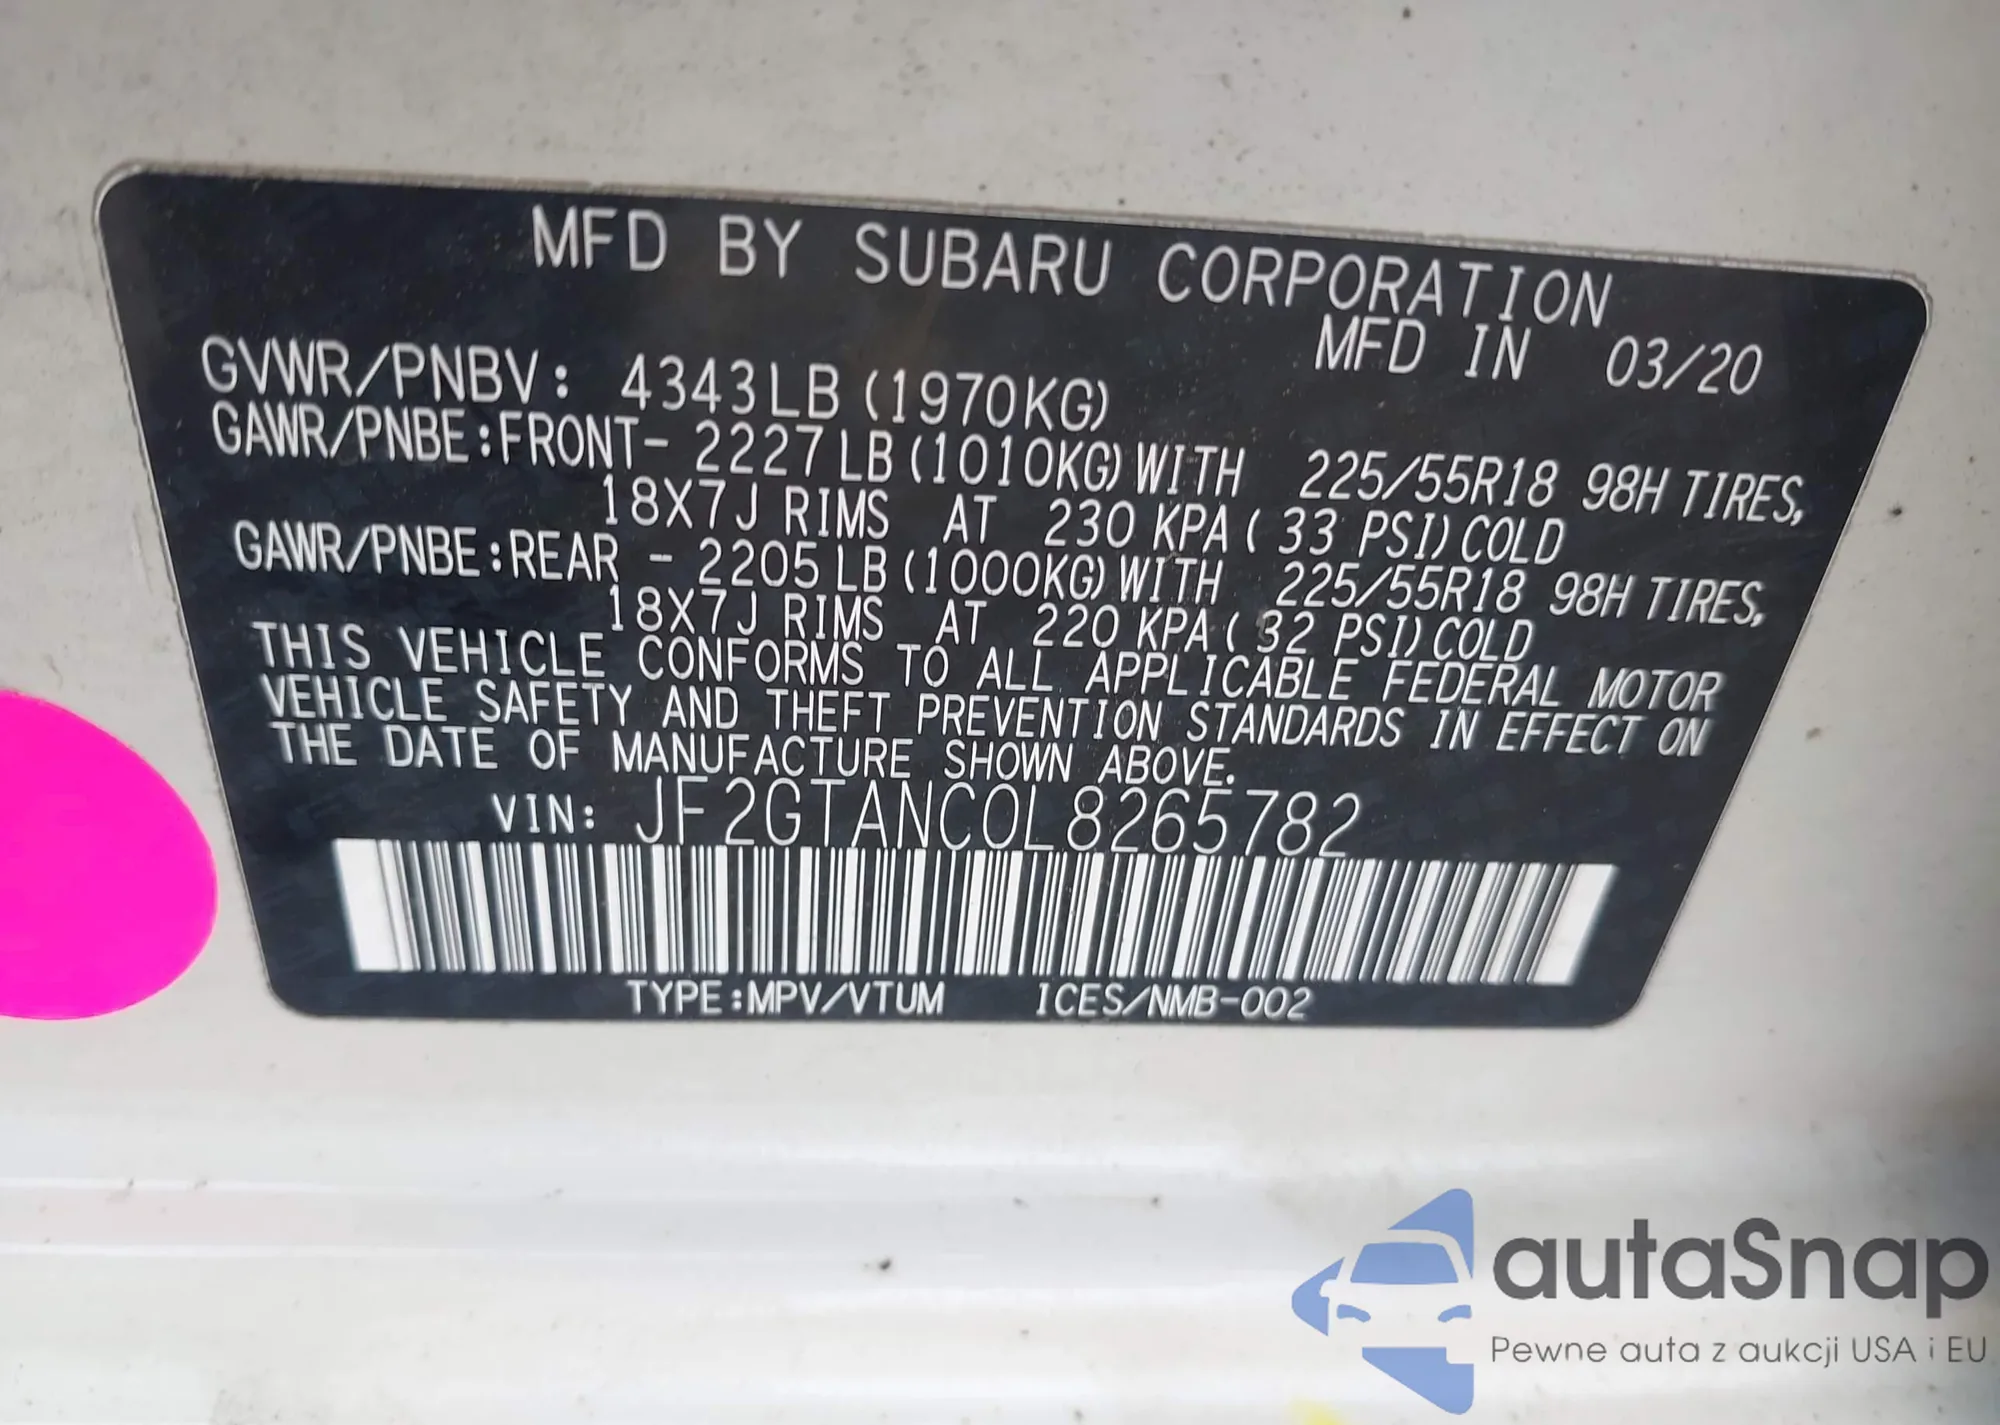 MFD BY SUBARU CORPORATION
MFD IN 03/20
GVWR/PNBV: 4343LB (1970KG)
GAWR/PNBE:FRONT- 2227LB (1010KG) WITH 225/55R18 98H TIRES,
18X7J RIMS AT 230 KPA ( 33 PSI) COLD
GAWR/PNBE:REAR - 2205LB (1000KG) WITH 225/55R18 98H TIRES,
18X7J RIMS AT 220 KPA ( 32 PSI) COLD
THIS VEHICLE CONFORMS TO ALL APPLICABLE FEDERAL MOTOR
VEHICLE SAFETY AND THEFT PREVENTION STANDARDS IN EFFECT ON
THE DATE OF MANUFACTURE SHOWN ABOVE.
VIN: JF2GTANC0L8265782
TYPE:MPV/VTUM ICES/NMB-002
autaSnap
Pewne auta z aukcji USA i EU